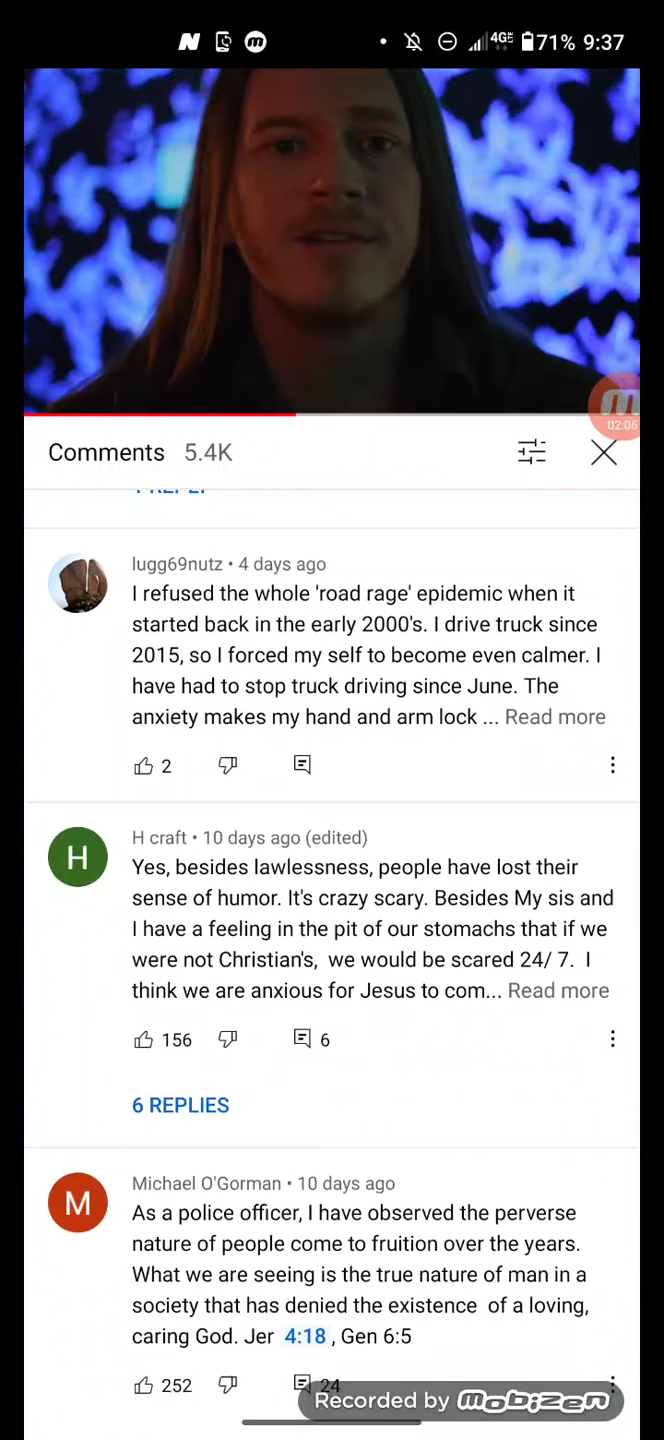 71% 9:37
02:06
Comments 5.4K
1 REPLY
lugg69nutz • 4 days ago
I refused the whole 'road rage' epidemic when it
started back in the early 2000's. I drive truck since
2015, so I forced my self to become even calmer. I
have had to stop truck driving since June. The
anxiety makes my hand and arm lock ... Read more
2
H
H craft • 10 days ago (edited)
Yes, besides lawlessness, people have lost their
sense of humor. It's crazy scary. Besides My sis and
I have a feeling in the pit of our stomachs that if we
were not Christian's, we would be scared 24/ 7. I
think we are anxious for Jesus to com... Read more
156 6
6 REPLIES
M
Michael O'Gorman • 10 days ago
As a police officer, I have observed the perverse
nature of people come to fruition over the years.
What we are seeing is the true nature of man in a
society that has denied the existence of a loving,
caring God. Jer 4:18 , Gen 6:5
252 24
Recorded by mobizen